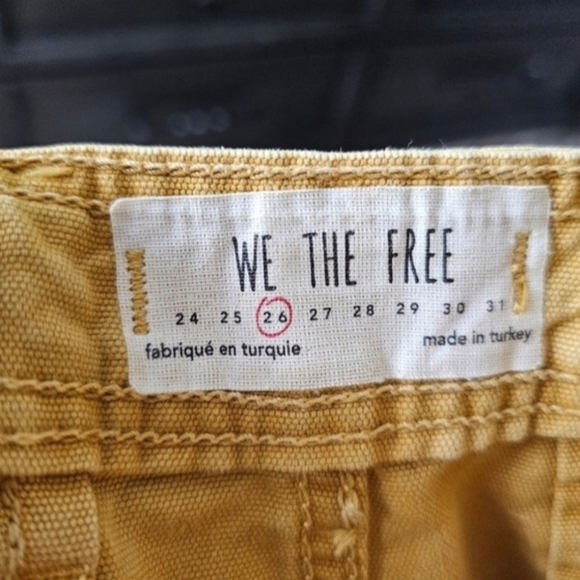 WE THE FREE
24 25 26 27 28 29 30 31
fabriqué en turquie made in turkey